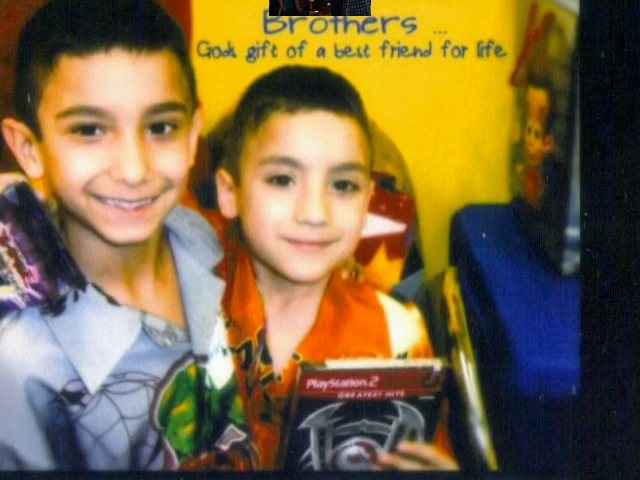 Brothers ...
Gods gift of a best friend for life
PlayStation.2
GREATEST HITS